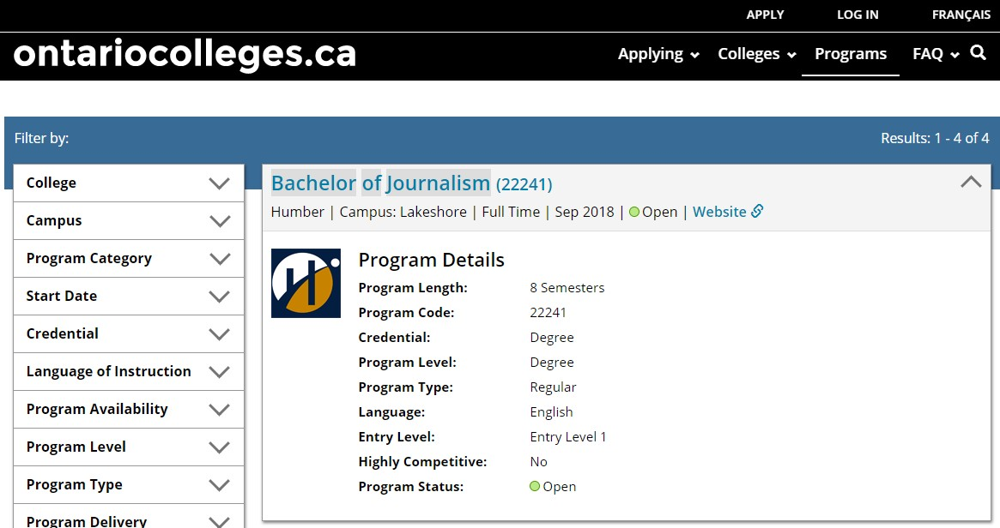 APPLY LOG IN FRANÇAIS
ontariocolleges.ca
Applying Colleges Programs FAQ
Filter by:
Results: 1 - 4 of 4
College
Campus
Program Category
Start Date
Credential
Language of Instruction
Program Availability
Program Level
Program Type
Program Delivery
Bachelor of Journalism (22241)
Humber | Campus: Lakeshore | Full Time | Sep 2018 | Open | Website
Program Details
Program Length: 8 Semesters
Program Code: 22241
Credential: Degree
Program Level: Degree
Program Type: Regular
Language: English
Entry Level: Entry Level 1
Highly Competitive: No
Program Status: Open